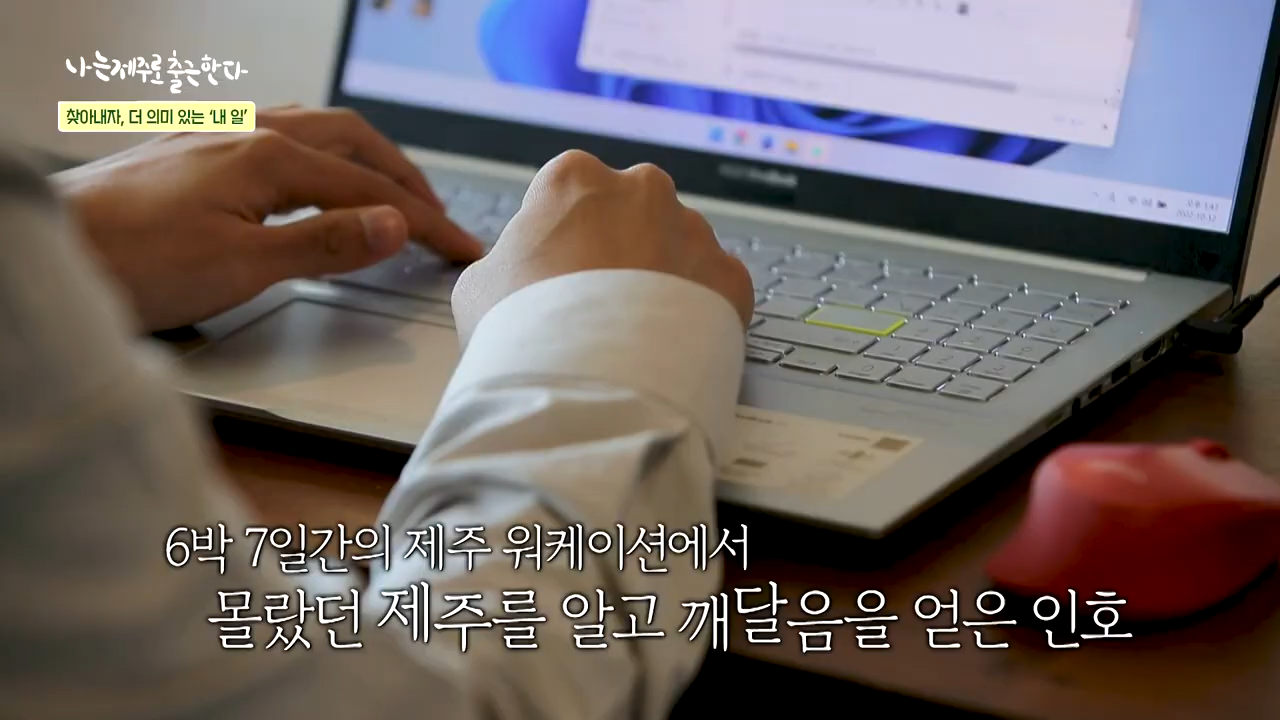 나는 제주로 출근한다
찾아내자, 더 의미 있는 ‘내 일’
6박 7일간의 제주 워케이션에서
몰랐던 제주를 알고 깨달음을 얻은 인호